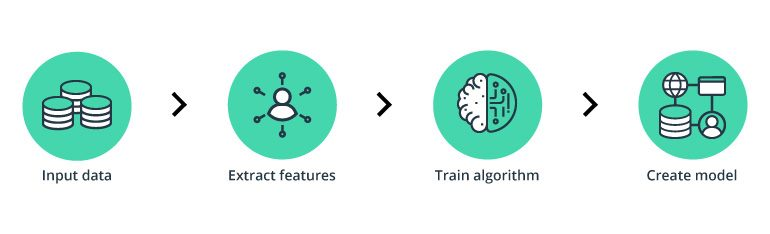 Input data
Extract features
Train algorithm
Create model